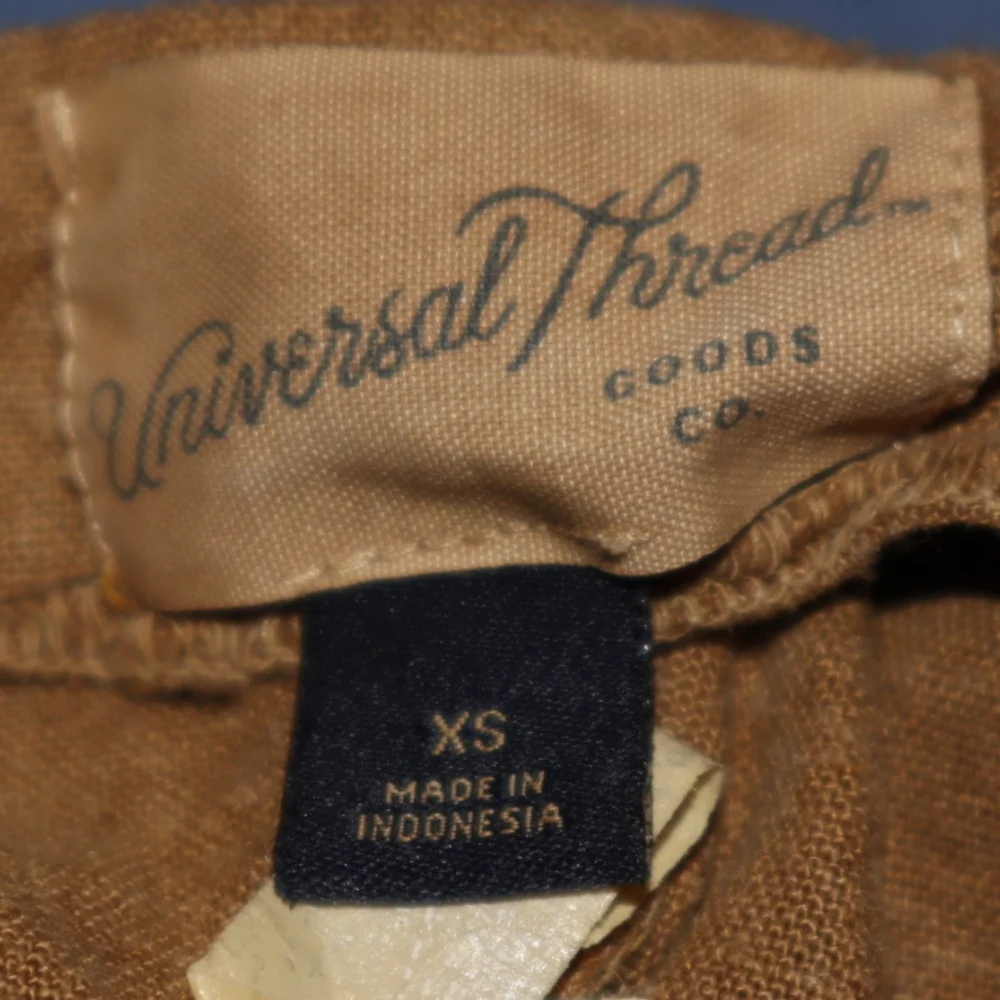 Universal Thread™
GOODS
CO.
XS
MADE IN
INDONESIA